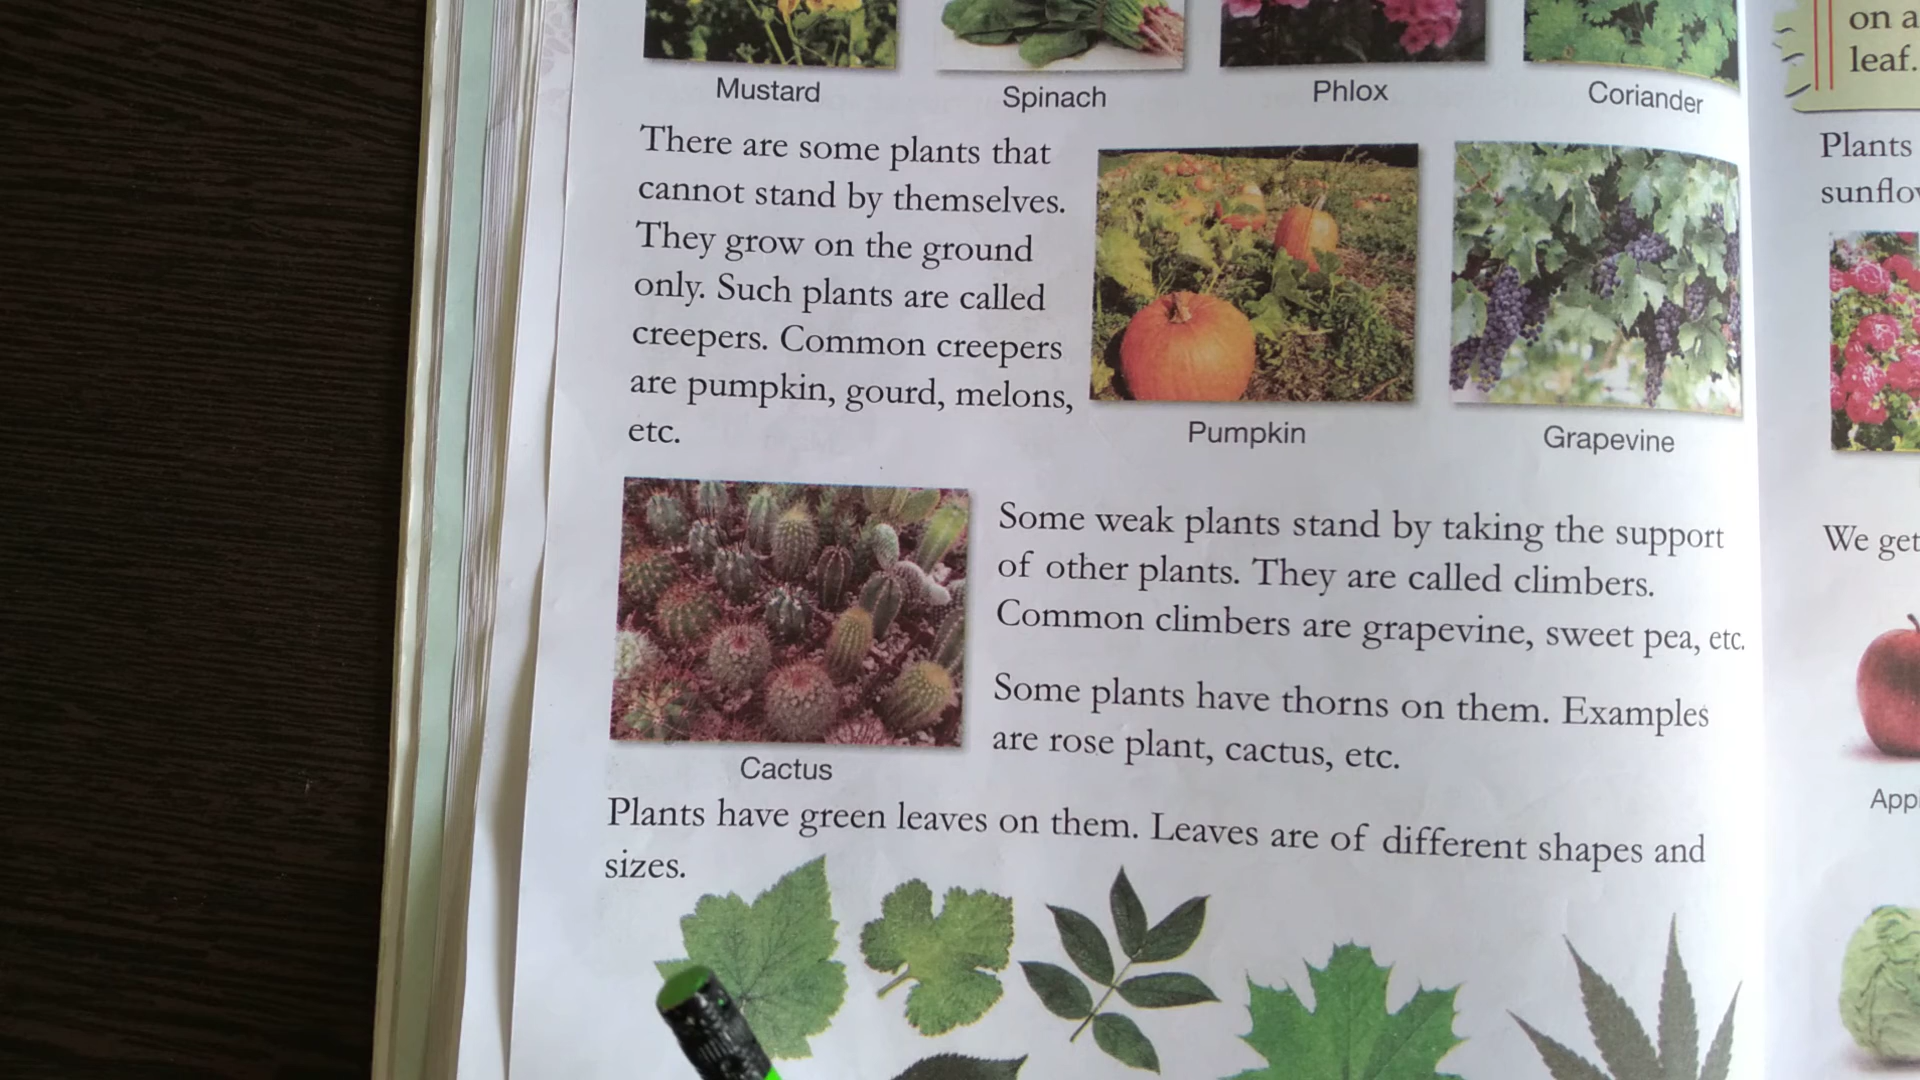 Mustard
Spinach
Phlox
Coriander
There are some plants that
cannot stand by themselves.
They grow on the ground
only. Such plants are called
creepers. Common creepers
are pumpkin, gourd, melons,
etc.
Pumpkin
Grapevine
Cactus
Some weak plants stand by taking the support
of other plants. They are called climbers.
Common climbers are grapevine, sweet pea, etc.
Some plants have thorns on them. Examples
are rose plant, cactus, etc.
Plants have green leaves on them. Leaves are of different shapes and
sizes.
on a
leaf.
Plants
We get